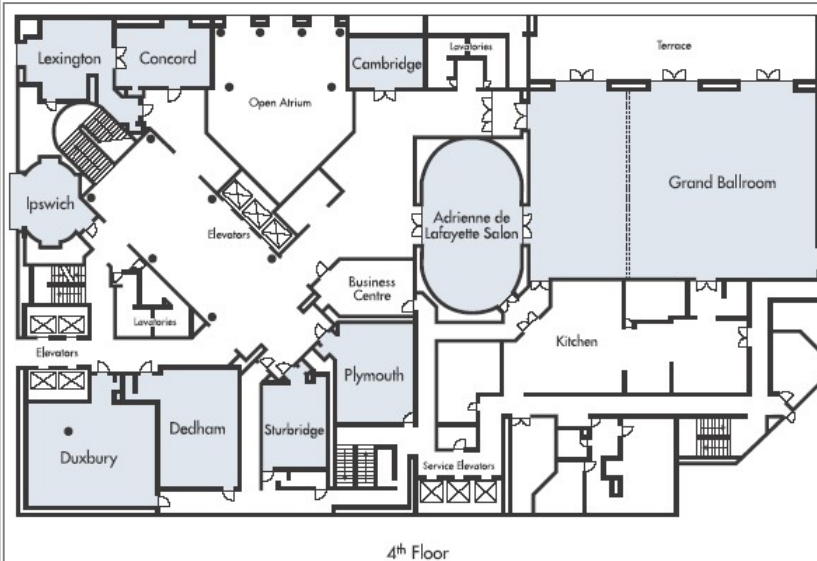 Lexington
Concord
Cambridge
Lavatories
Terrace
Open Atrium
Grand Ballroom
Ipswich
Adrienne de
Lafayette Salon
Elevators
Business
Centre
Lavatories
Kitchen
Elevators
Plymouth
Dedham
Sturbridge
Duxbury
Service Elevators
4th Floor